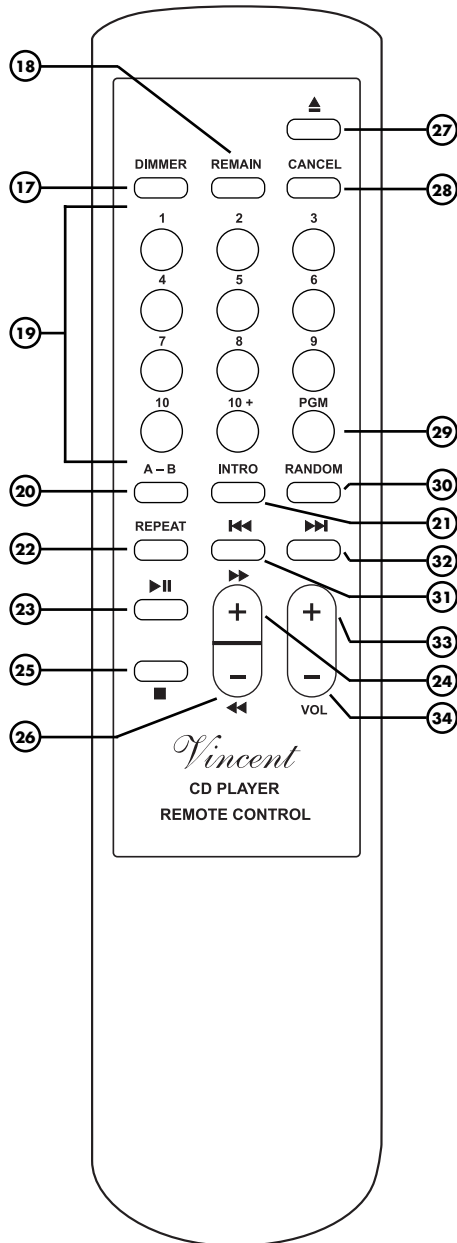 18
27
DIMMER REMAIN CANCEL
17
28
1 2 3
4 5 6
19
7 8 9
10 10 + PGM
29
A – B INTRO RANDOM
20
30
21
REPEAT
22
32
31
23
+ +
33
25
24
– –
26
34
VOL
Vincent
CD PLAYER
REMOTE CONTROL